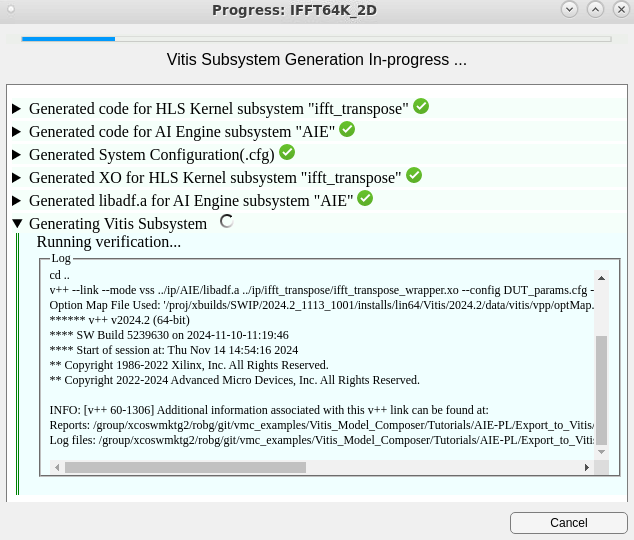 Progress: IFFT64K_2D
Vitis Subsystem Generation In-progress ...
Generated code for HLS Kernel subsystem "ifft_transpose"
Generated code for AI Engine subsystem "AIE"
Generated System Configuration(.cfg)
Generated XO for HLS Kernel subsystem "ifft_transpose"
Generated libadf.a for AI Engine subsystem "AIE"
Generating Vitis Subsystem
Running verification...
Log
cd ..
v++ --link --mode vss ../ip/AIE/libadf.a ../ip/ifft_transpose/ifft_transpose_wrapper.xo --config DUT_params.cfg -
Option Map File Used: '/proj/xbuilds/SWIP/2024.2_1113_1001/installs/lin64/Vitis/2024.2/data/vitis/vpp/optMap.
****** v++ v2024.2 (64-bit)
**** SW Build 5239630 on 2024-11-10-11:19:46
**** Start of session at: Thu Nov 14 14:54:16 2024
** Copyright 1986-2022 Xilinx, Inc. All Rights Reserved.
** Copyright 2022-2024 Advanced Micro Devices, Inc. All Rights Reserved.
INFO: [v++ 60-1306] Additional information associated with this v++ link can be found at:
Reports: /group/xcoswmktg2/robg/git/vmc_examples/Vitis_Model_Composer/Tutorials/AIE-PL/Export_to_Vitis/
Log files: /group/xcoswmktg2/robg/git/vmc_examples/Vitis_Model_Composer/Tutorials/AIE-PL/Export_to_Vitis
Cancel